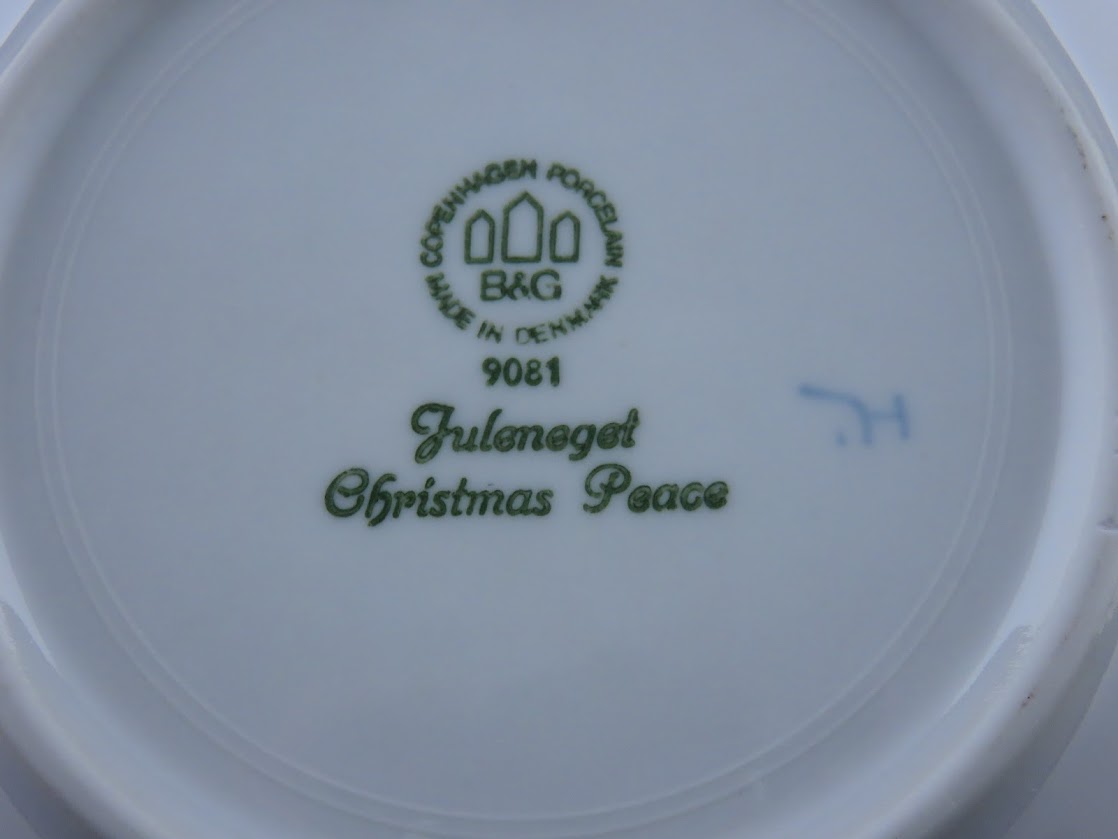 COPENHAGEN PORCELAIN
B&G
MADE IN DENMARK
9081
Juleneget
Christmas Peace